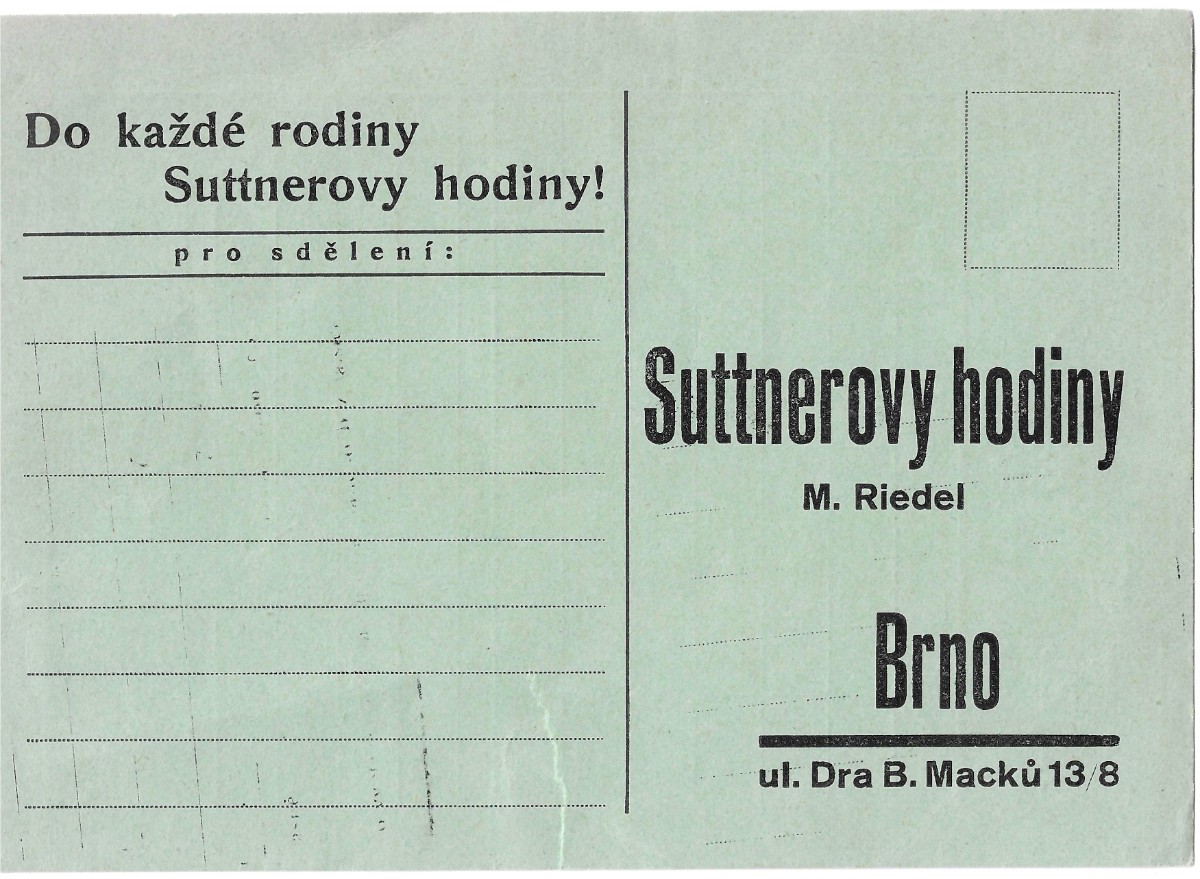 Do každé rodiny
Suttnerovy hodiny!
pro sdělení:
Suttnerovy hodiny
M. Riedel
Brno
ul. Dra B. Macků 13/8